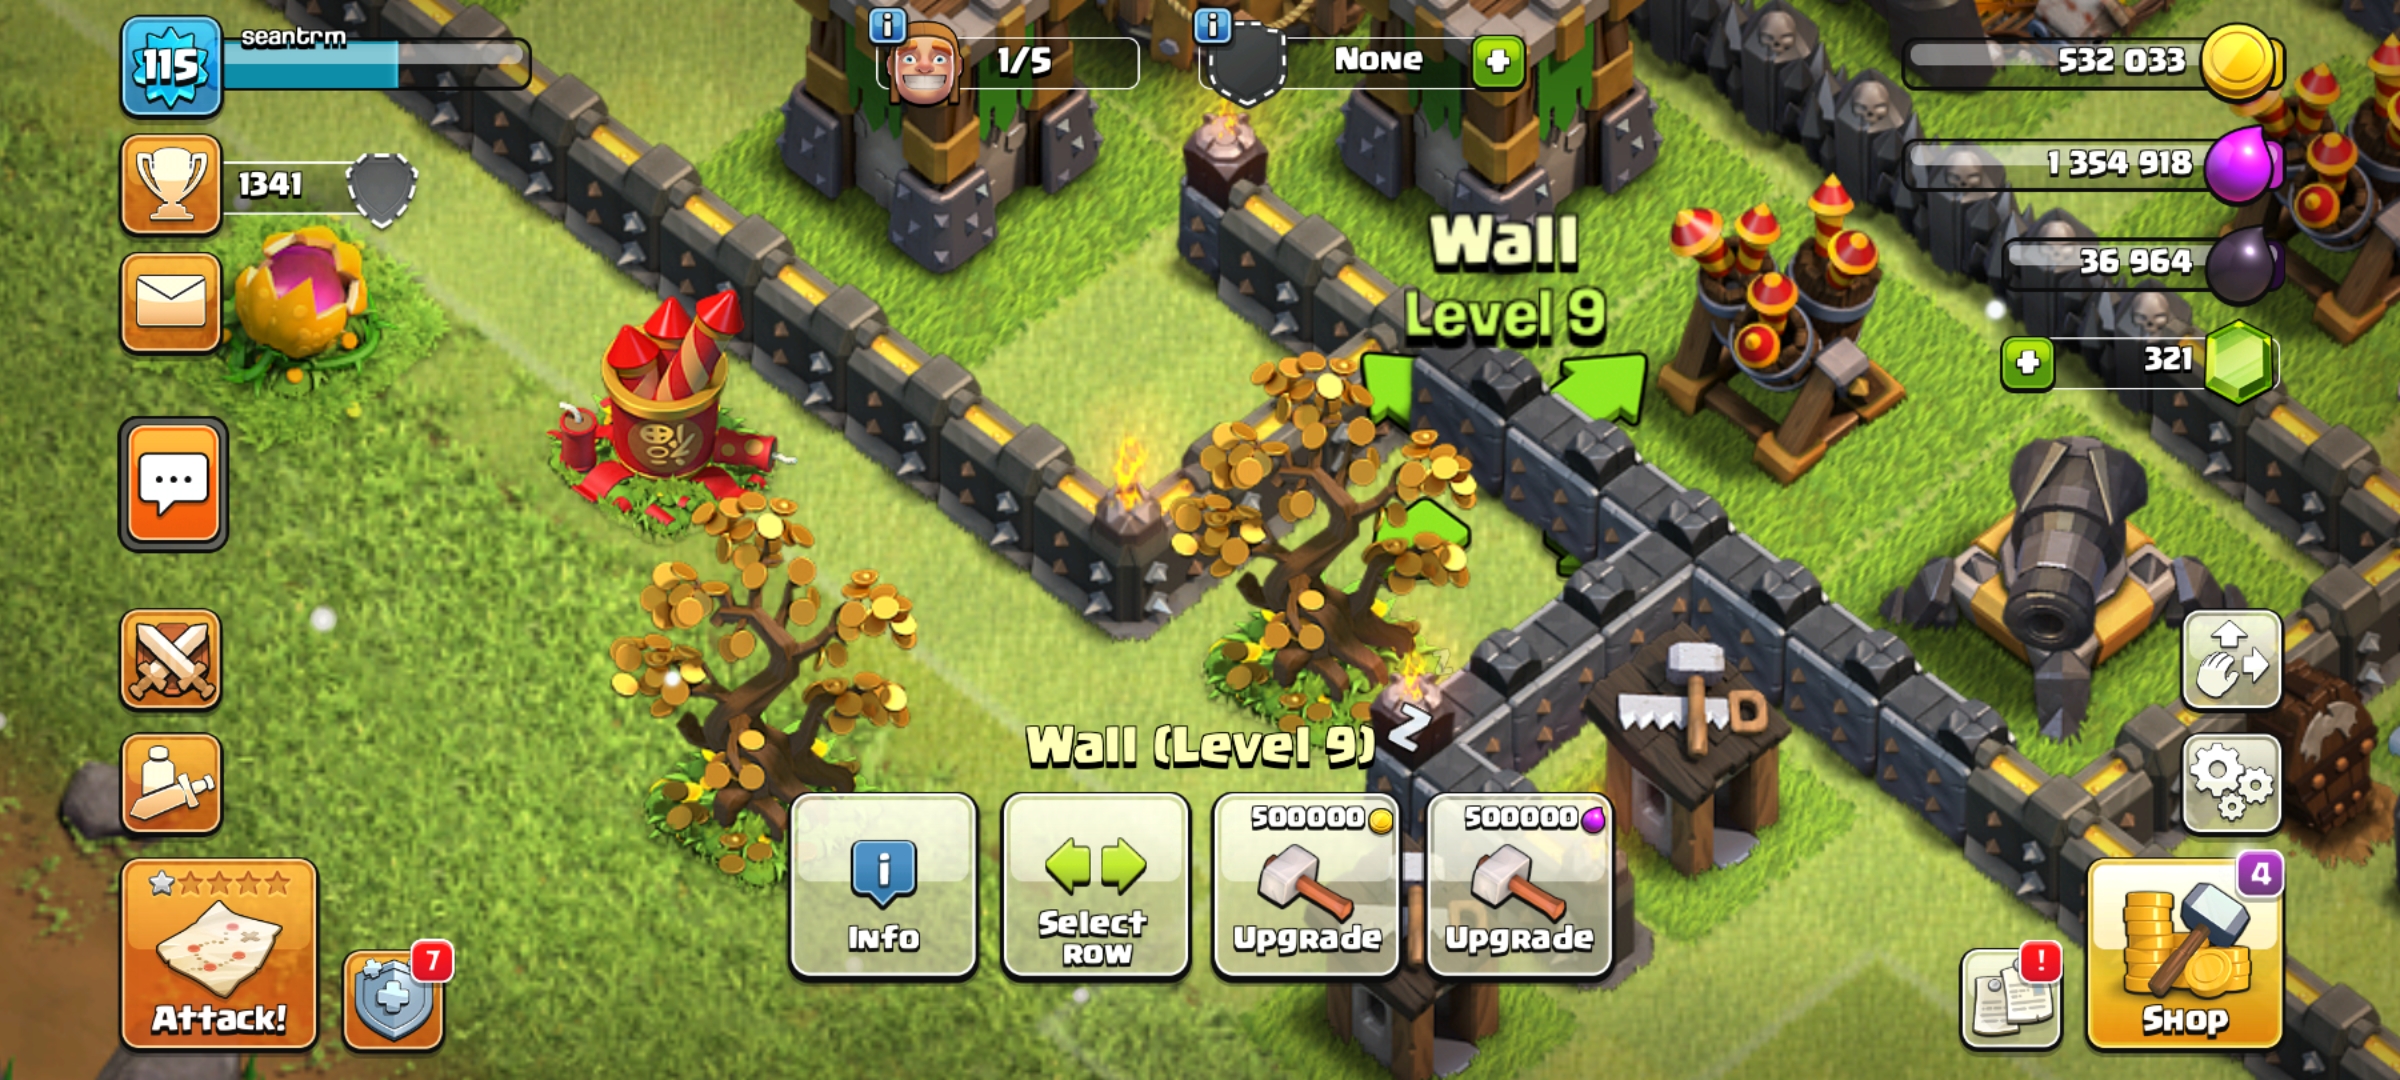 115
seantrm
1/5
None
532 033
1341
1 354 918
36 964
321
Wall
Level 9
Z
Wall (Level 9)
Info
Select Row
500000
Upgrade
500000
Upgrade
Attack!
7
!
4
Shop